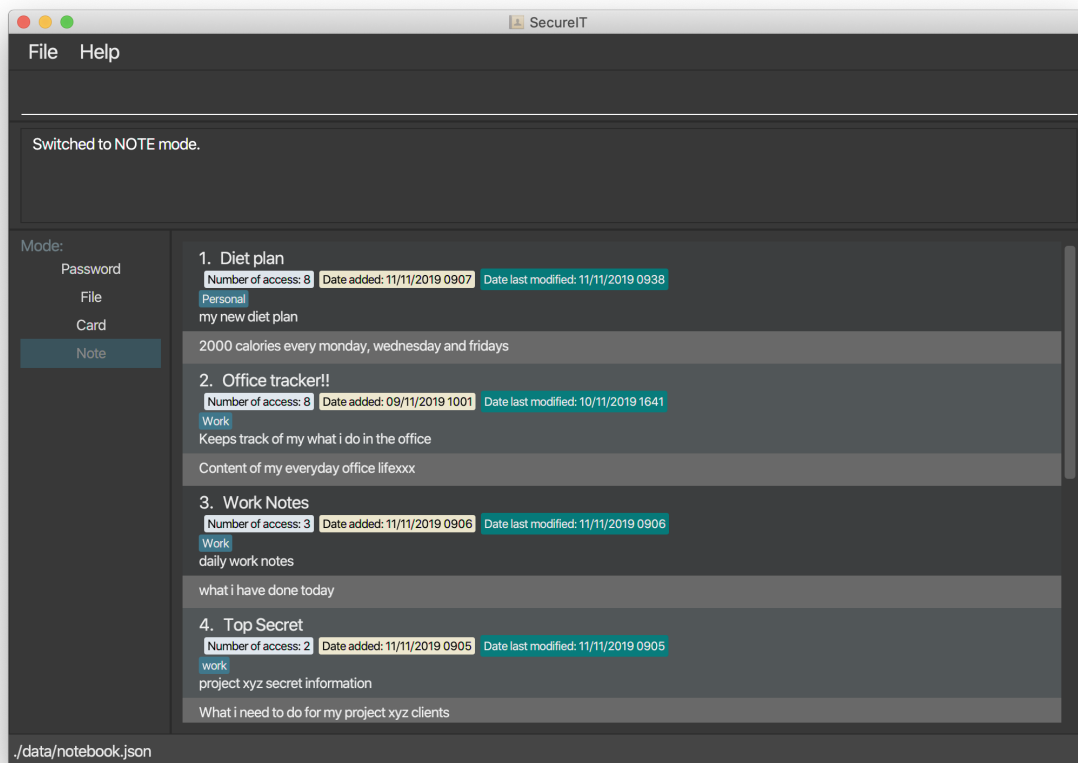 SecureIT
File Help
Switched to NOTE mode.
Mode:
Password
File
Card
Note
1. Diet plan
Number of access: 8 Date added: 11/11/2019 0907 Date last modified: 11/11/2019 0938
Personal
my new diet plan
2000 calories every monday, wednesday and fridays
2. Office tracker!!
Number of access: 8 Date added: 09/11/2019 1001 Date last modified: 10/11/2019 1641
Work
Keeps track of my what i do in the office
Content of my everyday office lifexxx
3. Work Notes
Number of access: 3 Date added: 11/11/2019 0906 Date last modified: 11/11/2019 0906
Work
daily work notes
what i have done today
4. Top Secret
Number of access: 2 Date added: 11/11/2019 0905 Date last modified: 11/11/2019 0905
work
project xyz secret information
What i need to do for my project xyz clients
./data/notebook.json